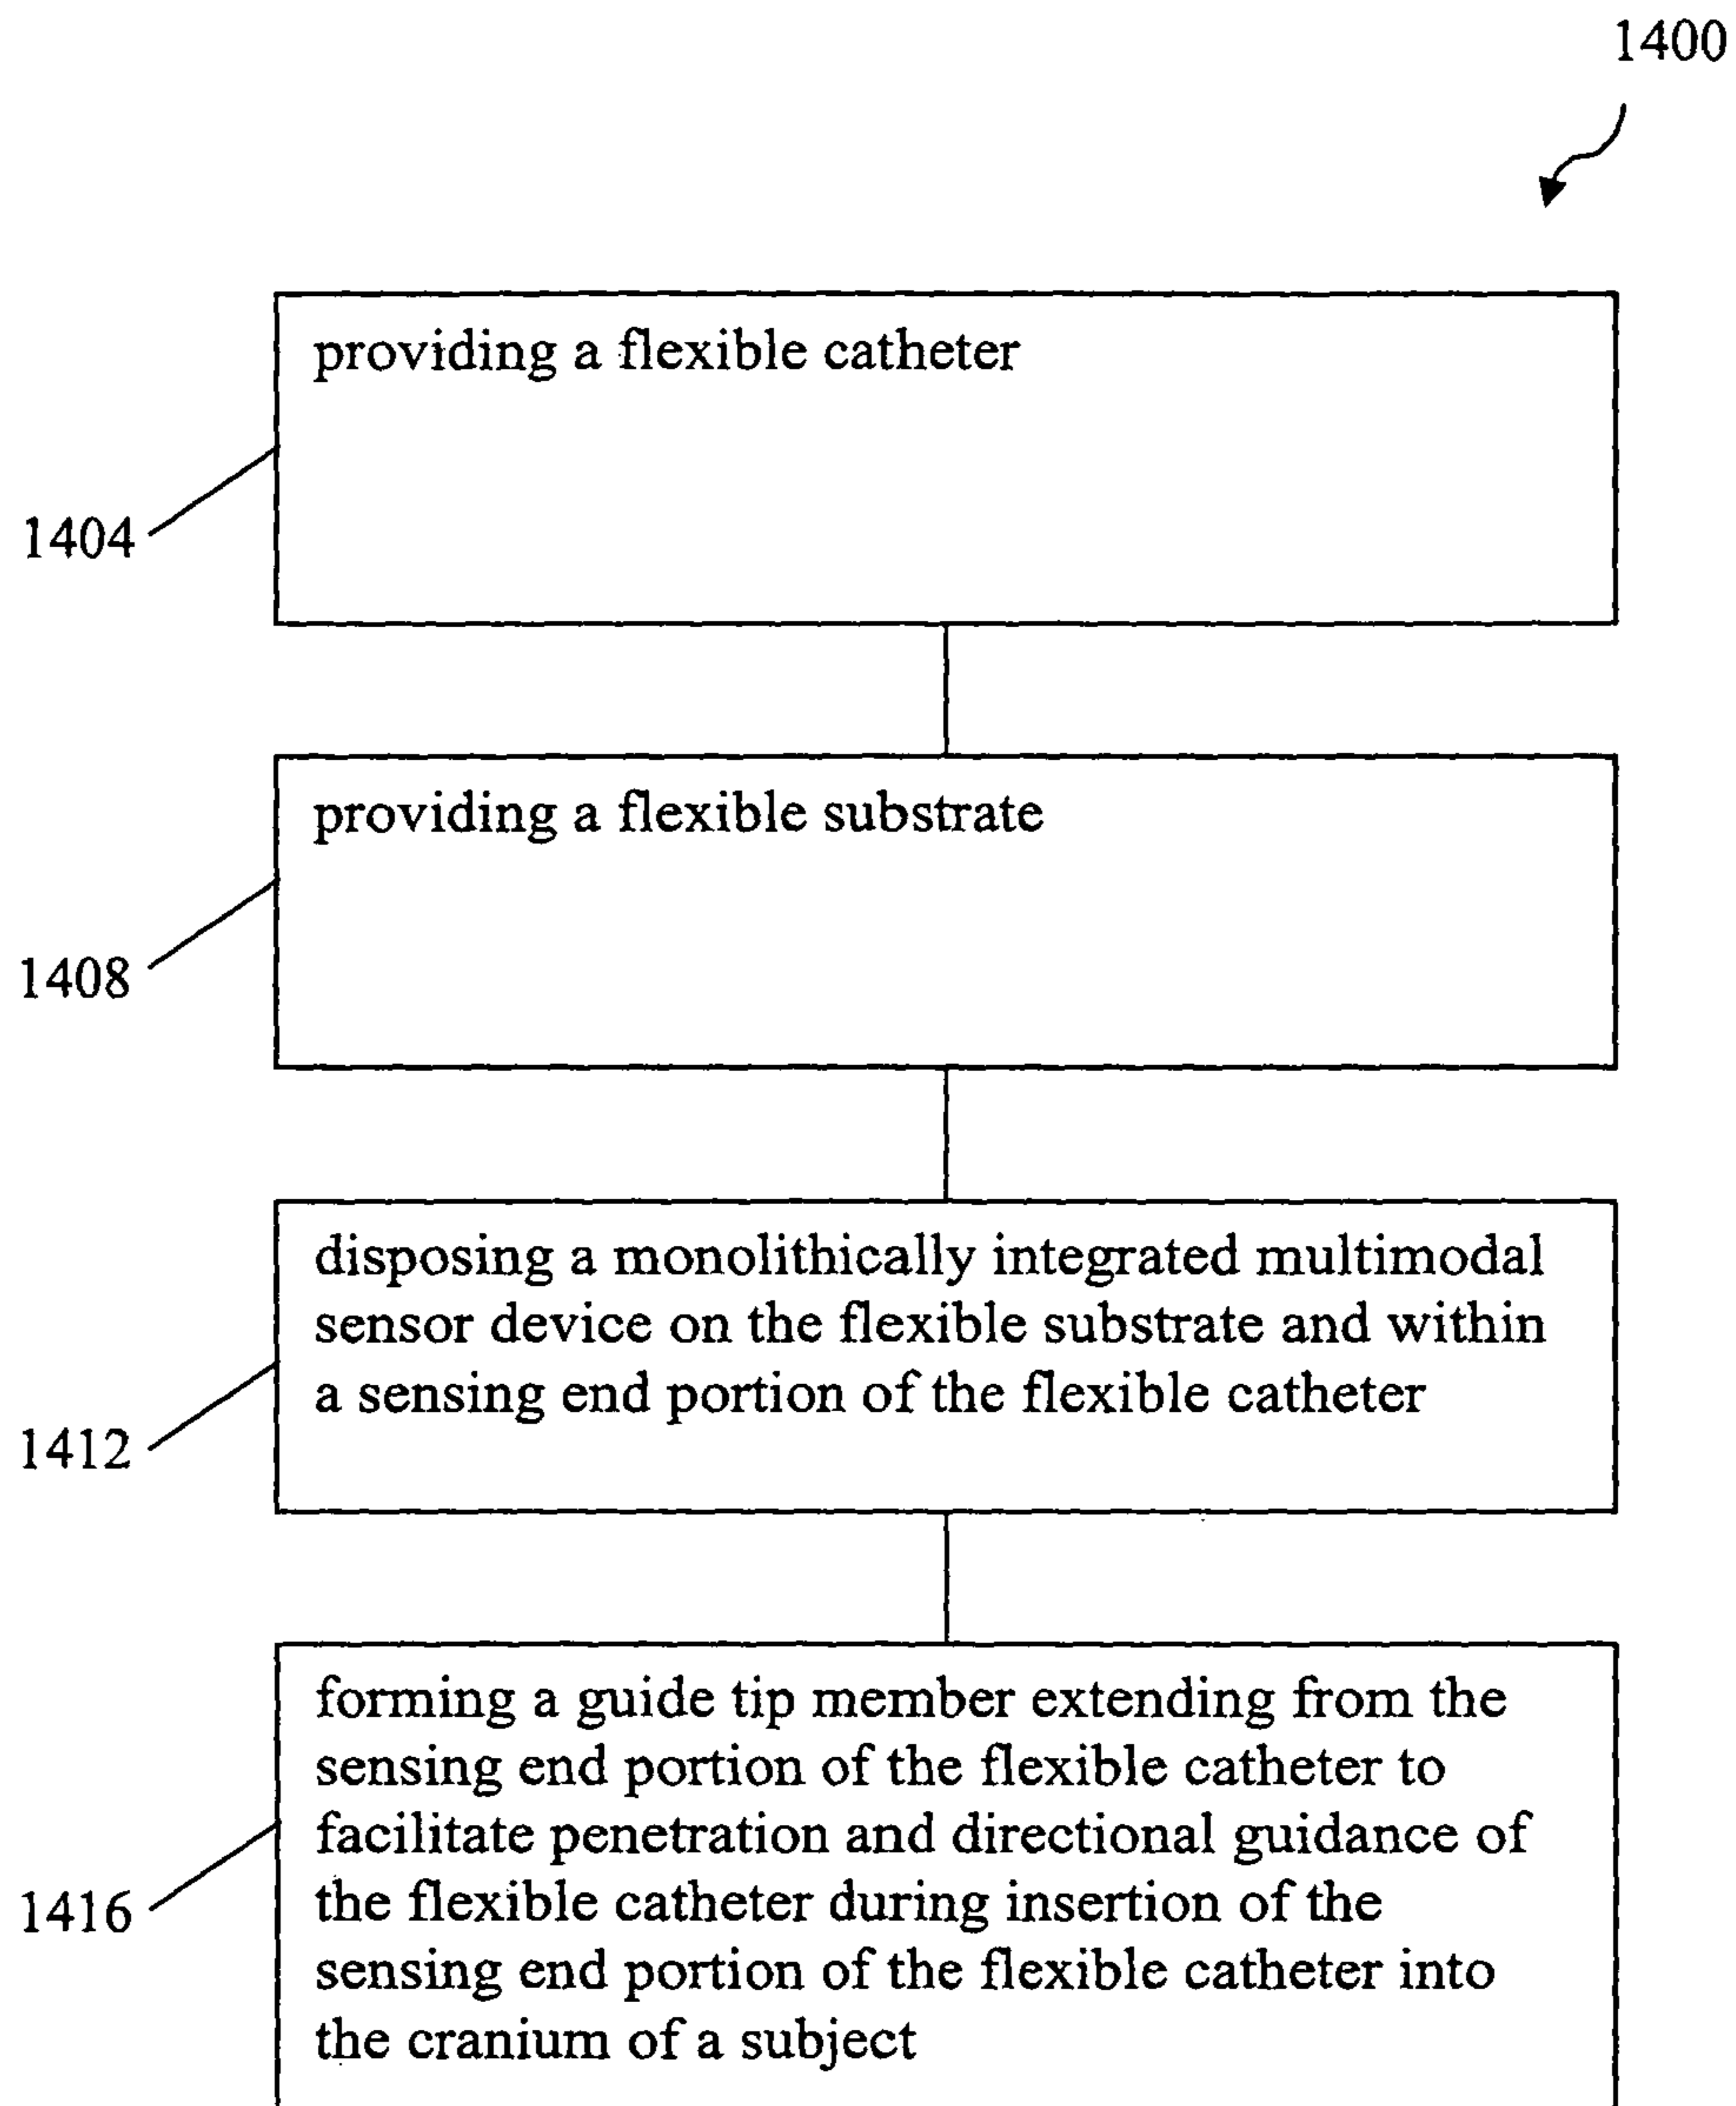 1400
providing a flexible catheter
1404
providing a flexible substrate
1408
disposing a monolithically integrated multimodal
sensor device on the flexible substrate and within
a sensing end portion of the flexible catheter
1412
forming a guide tip member extending from the
sensing end portion of the flexible catheter to
facilitate penetration and directional guidance of
the flexible catheter during insertion of the
sensing end portion of the flexible catheter into
the cranium of a subject
1416